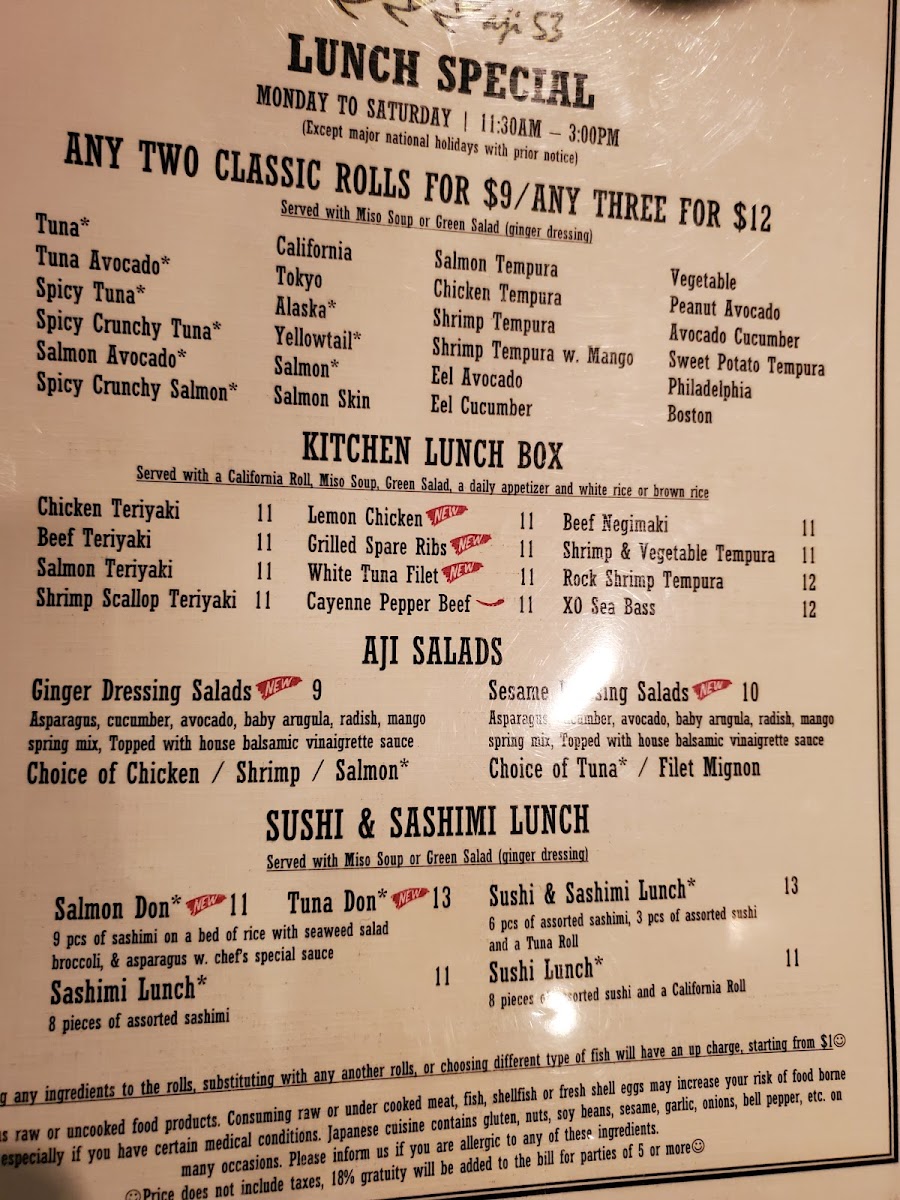 aji 53
LUNCH SPECIAL
MONDAY TO SATURDAY | 11:30AM – 3:00PM
(Except major national holidays with prior notice)
ANY TWO CLASSIC ROLLS FOR $9/ANY THREE FOR $12
Served with Miso Soup or Green Salad (ginger dressing)
Tuna*
Tuna Avocado*
Spicy Tuna*
Spicy Crunchy Tuna*
Salmon Avocado*
Spicy Crunchy Salmon*
California
Tokyo
Alaska*
Yellowtail*
Salmon*
Salmon Skin
Salmon Tempura
Chicken Tempura
Shrimp Tempura
Shrimp Tempura w. Mango
Eel Avocado
Eel Cucumber
Vegetable
Peanut Avocado
Avocado Cucumber
Sweet Potato Tempura
Philadelphia
Boston
KITCHEN LUNCH BOX
Served with a California Roll, Miso Soup, Green Salad, a daily appetizer and white rice or brown rice
Chicken Teriyaki 11
Beef Teriyaki 11
Salmon Teriyaki 11
Shrimp Scallop Teriyaki 11
Lemon Chicken NEW 11
Grilled Spare Ribs NEW 11
White Tuna Filet NEW 11
Cayenne Pepper Beef 11
Beef Negimaki 11
Shrimp & Vegetable Tempura 11
Rock Shrimp Tempura 12
XO Sea Bass 12
AJI SALADS
Ginger Dressing Salads NEW 9
Asparagus, cucumber, avocado, baby arugula, radish, mango
spring mix, Topped with house balsamic vinaigrette sauce
Choice of Chicken / Shrimp / Salmon*
Sesame Salads NEW 10
Asparagus, avocado, baby arugula, radish, mango
spring mix, Topped with house balsamic vinaigrette sauce
Choice of Tuna* / Filet Mignon
SUSHI & SASHIMI LUNCH
Served with Miso Soup or Green Salad (ginger dressing)
Salmon Don* NEW 11 Tuna Don* NEW 13
9 pcs of sashimi on a bed of rice with seaweed salad
broccoli, & asparagus w. chef's special sauce
Sashimi Lunch* 11
8 pieces of assorted sashimi
Sushi & Sashimi Lunch* 13
6 pcs of assorted sashimi, 3 pcs of assorted sushi
and a Tuna Roll
Sushi Lunch* 11
8 pieces of assorted sushi and a California Roll
any ingredients to the rolls, substituting with any another rolls, or choosing different type of fish will have an up charge, starting from $1☺
raw or uncooked food products. Consuming raw or under cooked meat, fish, shellfish or fresh shell eggs may increase your risk of food borne
especially if you have certain medical conditions. Japanese cuisine contains gluten, nuts, soy beans, sesame, garlic, onions, bell pepper, etc. on
many occasions. Please inform us if you are allergic to any of these ingredients.
☺Price does not include taxes, 18% gratuity will be added to the bill for parties of 5 or more☺